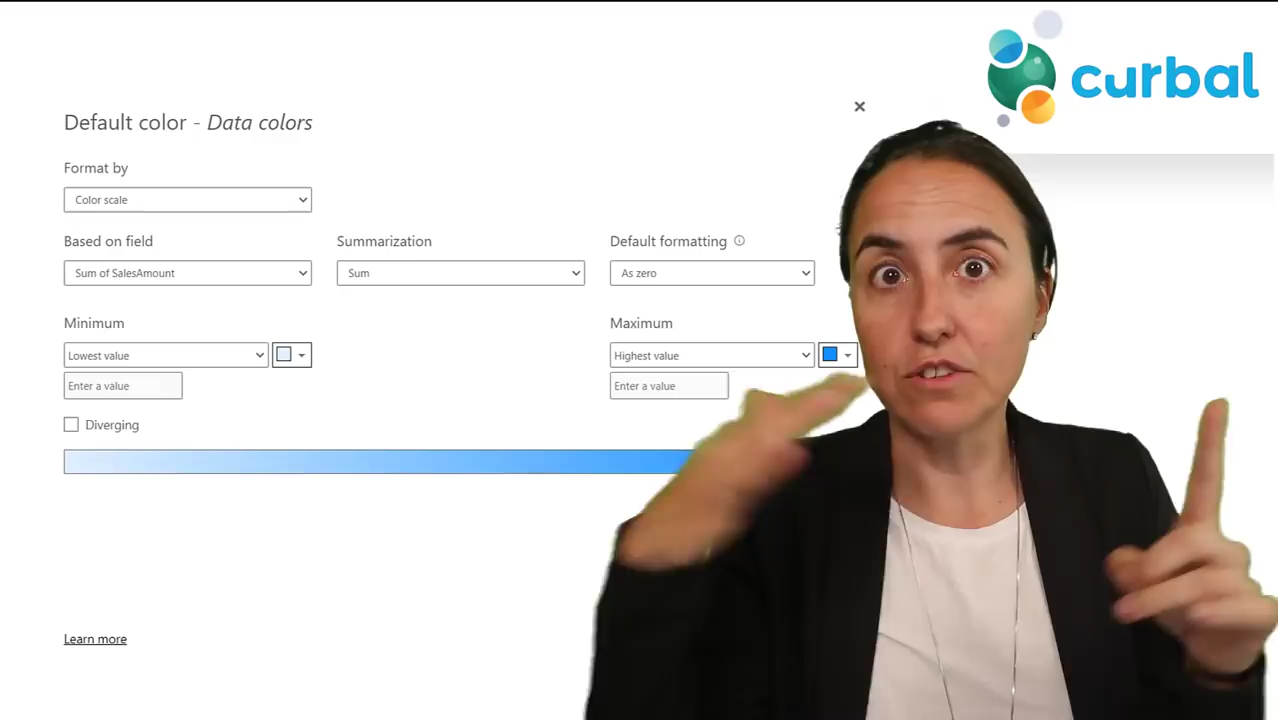 curbal
Default color - Data colors
Format by
Color scale
Based on field
Summarization
Default formatting
Sum of SalesAmount
Sum
As zero
Minimum
Maximum
Lowest value
Highest value
Enter a value
Enter a value
Diverging
Learn more